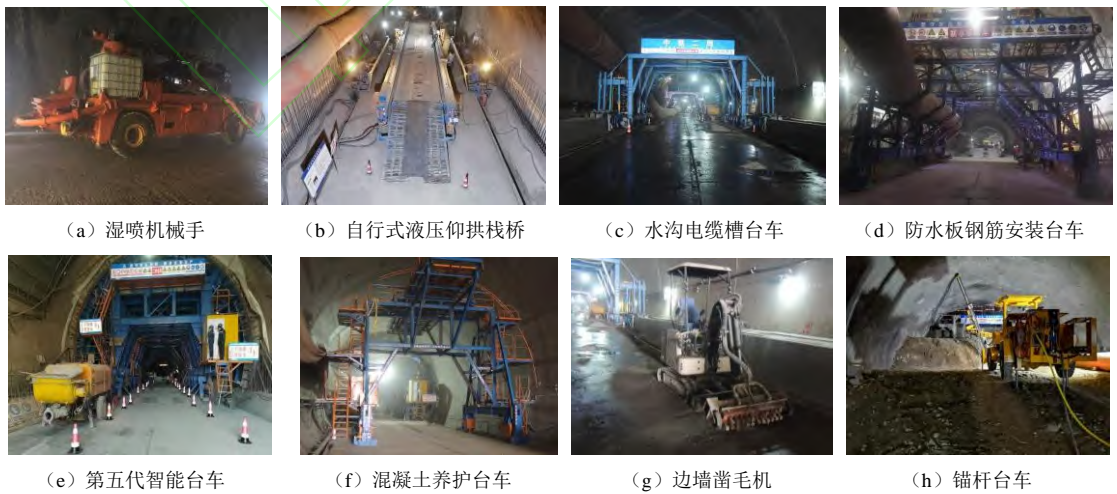 （a）湿喷机械手
（b）自行式液压仰拱栈桥
（c）水沟电缆槽台车
（d）防水板钢筋安装台车
（e）第五代智能台车
（f）混凝土养护台车
（g）边墙凿毛机
（h）锚杆台车